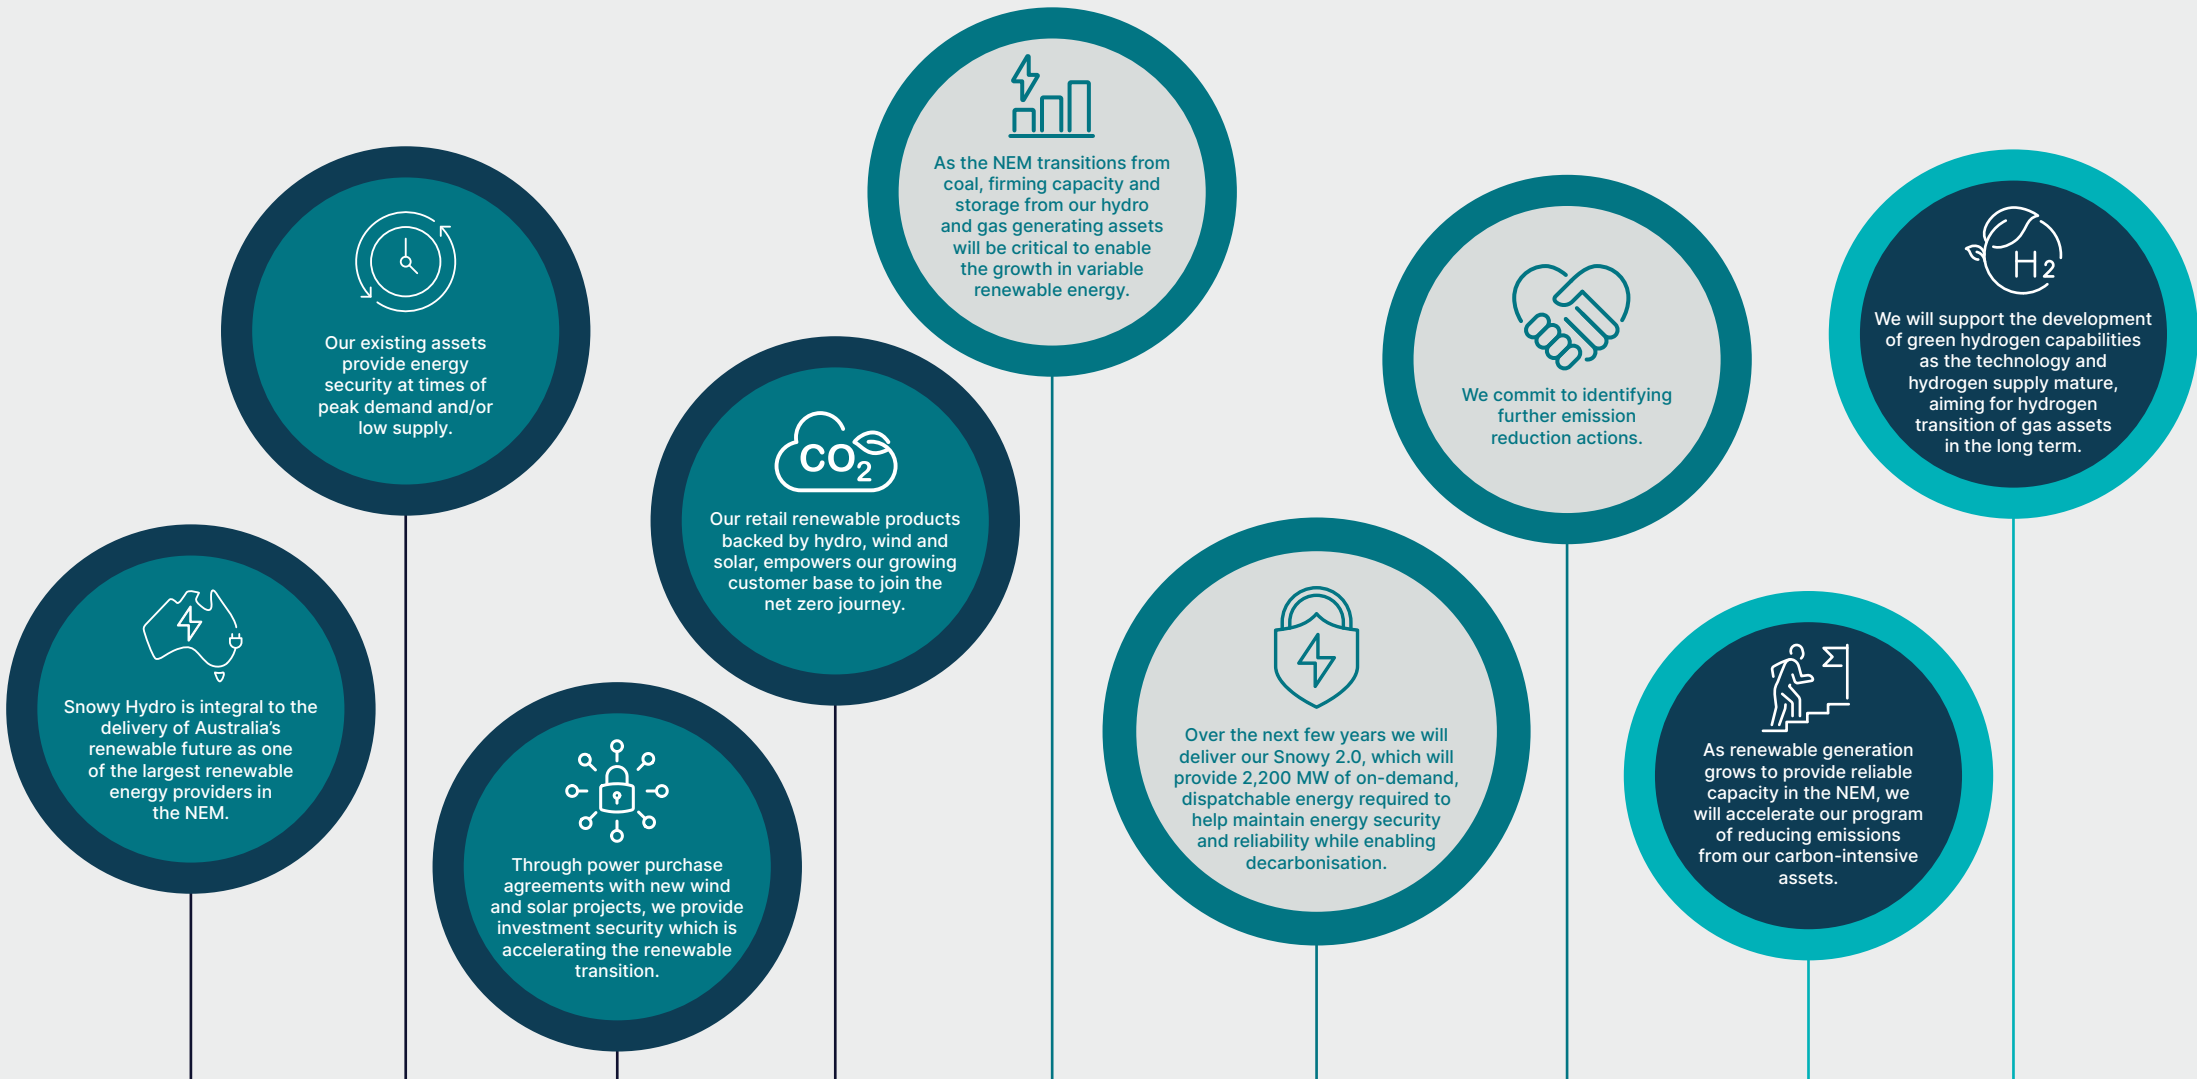 Snowy Hydro is integral to the
delivery of Australia's
renewable future as one
of the largest renewable
energy providers in
the NEM.
Our existing assets
provide energy
security at times of
peak demand and/or
low supply.
Through power purchase
agreements with new wind
and solar projects, we provide
investment security which is
accelerating the renewable
transition.
CO2
Our retail renewable products
backed by hydro, wind and
solar, empowers our growing
customer base to join the
net zero journey.
As the NEM transitions from
coal, firming capacity and
storage from our hydro
and gas generating assets
will be critical to enable
the growth in variable
renewable energy.
Over the next few years we will
deliver our Snowy 2.0, which will
provide 2,200 MW of on-demand,
dispatchable energy required to
help maintain energy security
and reliability while enabling
decarbonisation.
We commit to identifying
further emission
reduction actions.
Σ
As renewable generation
grows to provide reliable
capacity in the NEM, we
will accelerate our program
of reducing emissions
from our carbon-intensive
assets.
H2
We will support the development
of green hydrogen capabilities
as the technology and
hydrogen supply mature,
aiming for hydrogen
transition of gas assets
in the long term.